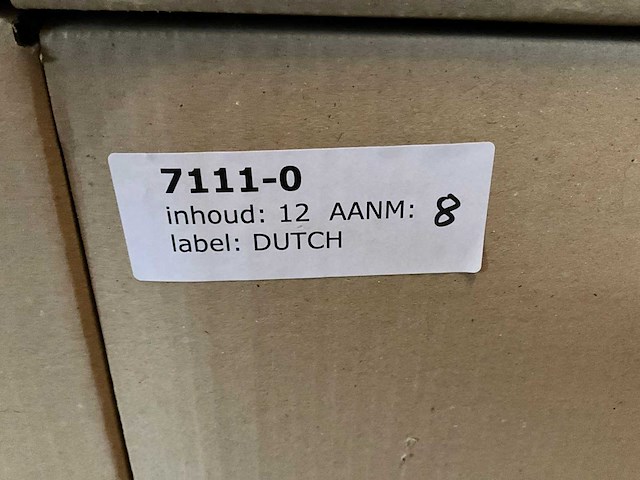 7111-0
inhoud: 12 AANM: 8
label: DUTCH